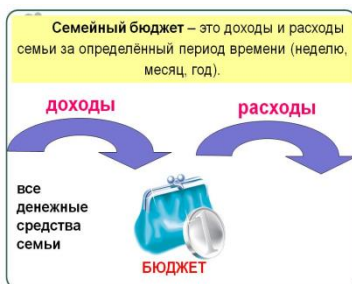 Семейный бюджет – это доходы и расходы
семьи за определённый период времени (неделю,
месяц, год).
доходы
расходы
все
денежные
средства
семьи
1
БЮДЖЕТ